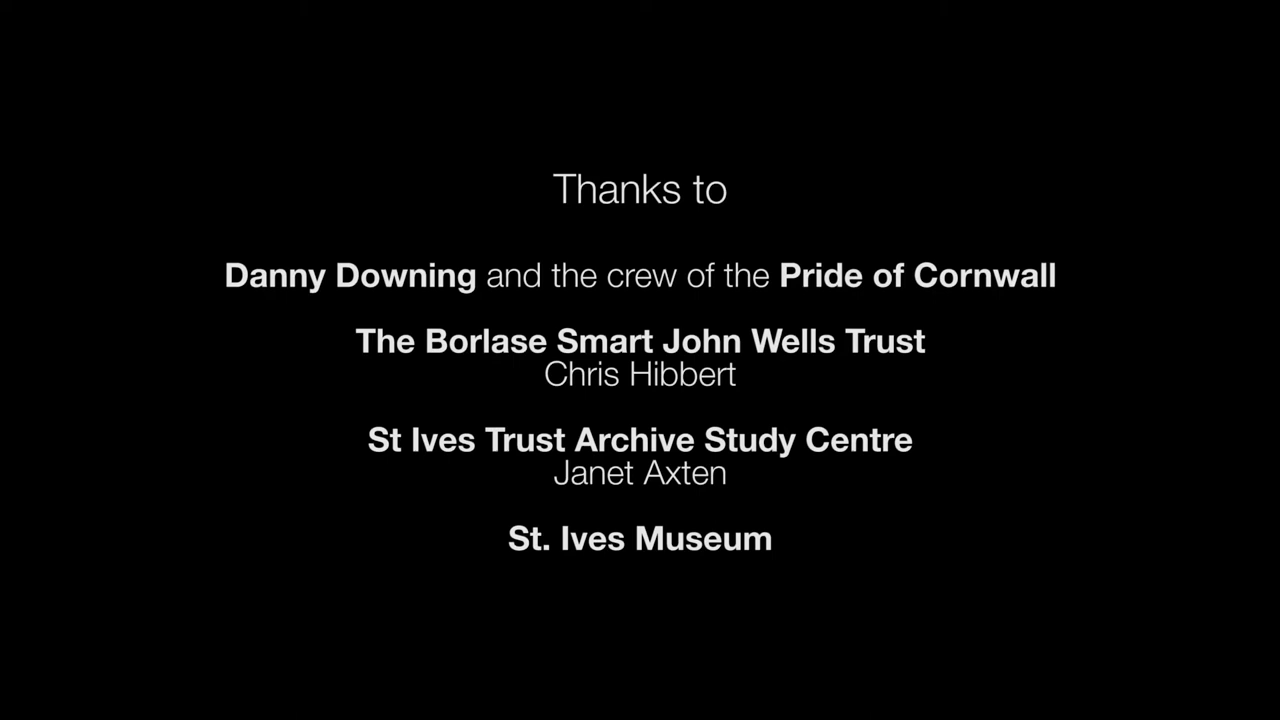 Thanks to
Danny Downing and the crew of the Pride of Cornwall
The Borlase Smart John Wells Trust
Chris Hibbert
St Ives Trust Archive Study Centre
Janet Axten
St. Ives Museum